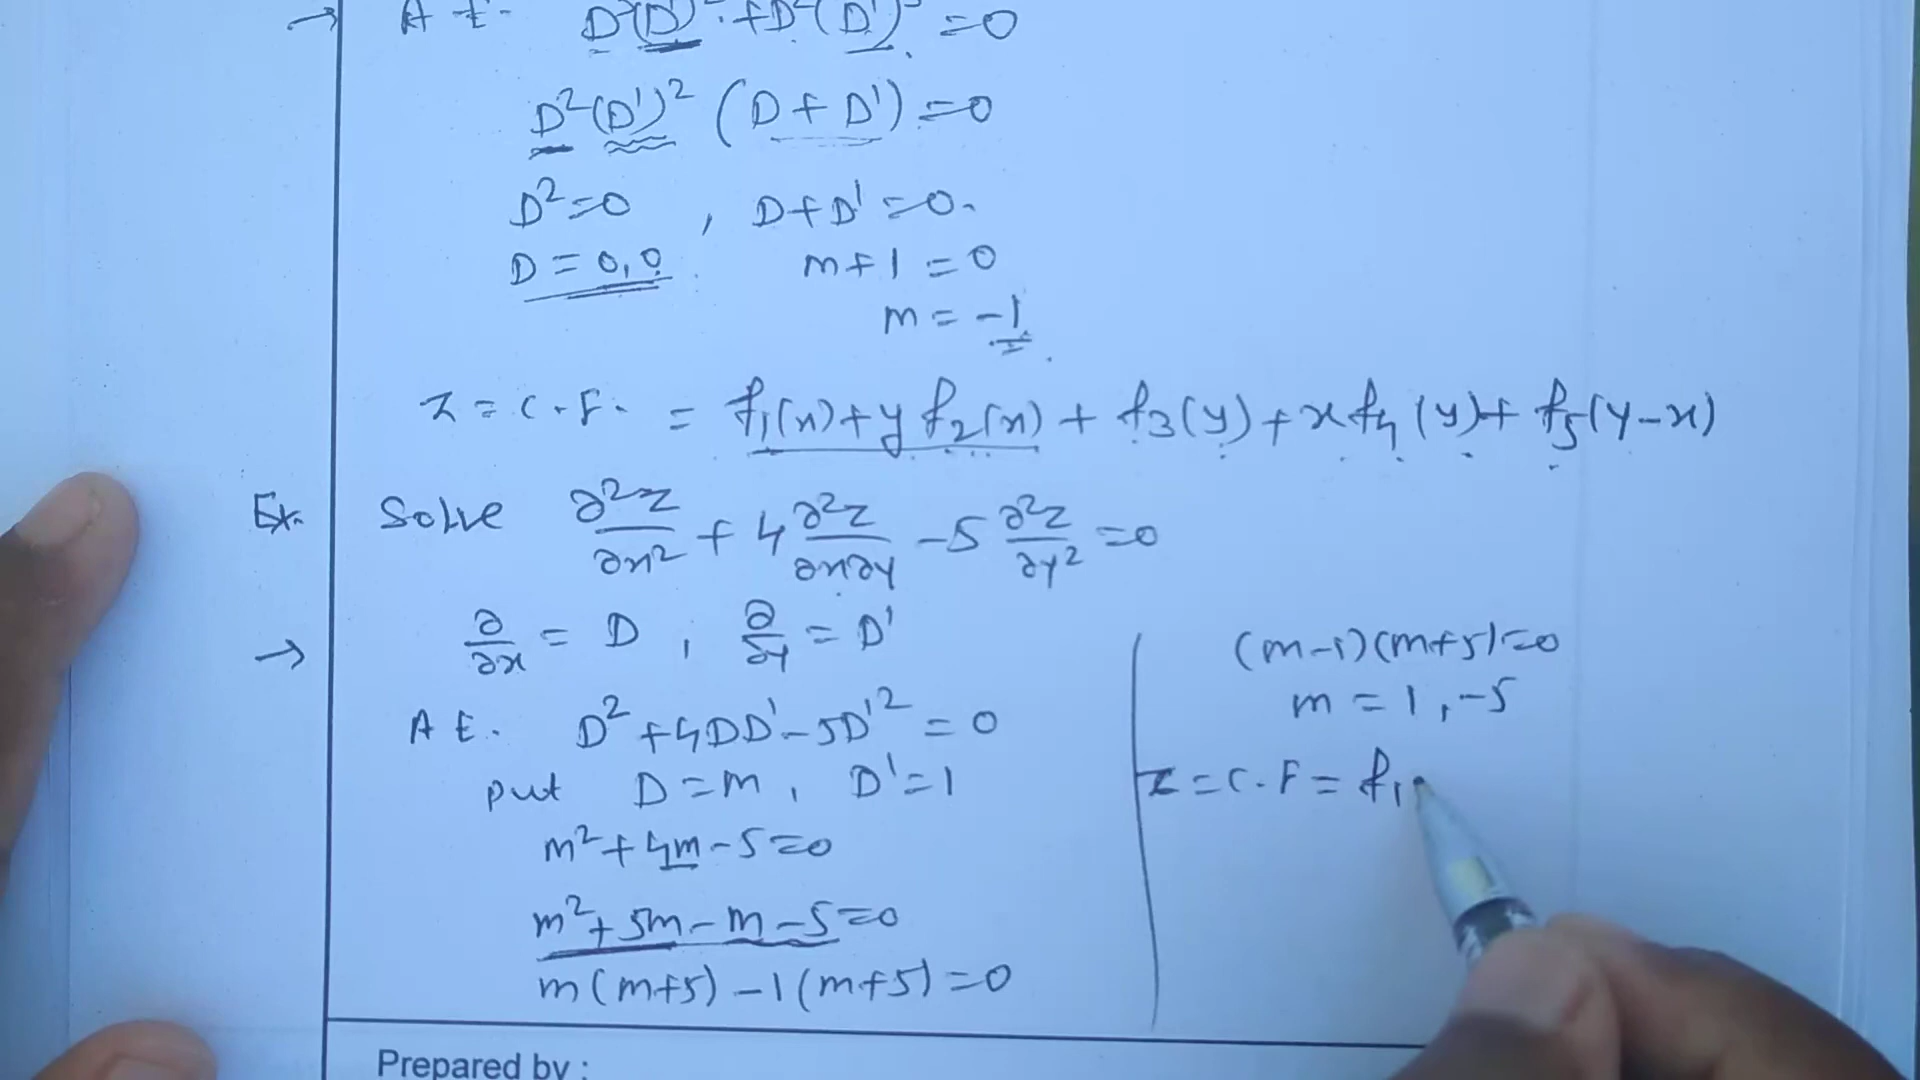 → A E. D³(D')² + D²(D')³ = 0
D²(D')² (D + D') = 0
D² = 0 , D + D' = 0.
D = 0, 0 m + 1 = 0
m = -1
z = C.F. = f₁(x) + y f₂(x) + f₃(y) + x f₄(y) + f₅(y-x)
Ex. Solve ∂²z/∂x² + 4 ∂²z/∂x∂y - 5 ∂²z/∂y² = 0
→ ∂/∂x = D , ∂/∂y = D'
A E. D² + 4DD' - 5D'² = 0
put D = m , D' = 1
m² + 4m - 5 = 0
m² + 5m - m - 5 = 0
m(m+5) - 1(m+5) = 0
(m-1)(m+5) = 0
m = 1, -5
z = C.F = f₁
Prepared by :